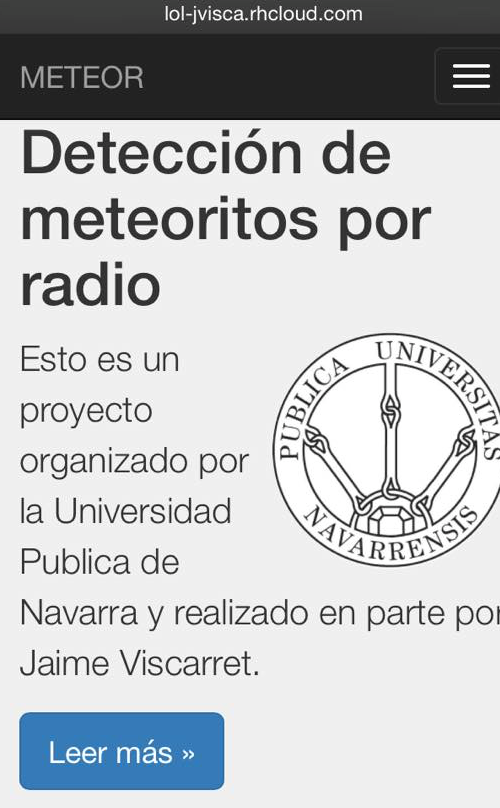 lol-jvisca.rhcloud.com
METEOR
Detección de
meteoritos por
radio
Esto es un
proyecto
organizado por
la Universidad
Publica de
Navarra y realizado en parte por
Jaime Viscarret.
PUBLICA UNIVERSITAS
NAVARRENSIS
Leer más »